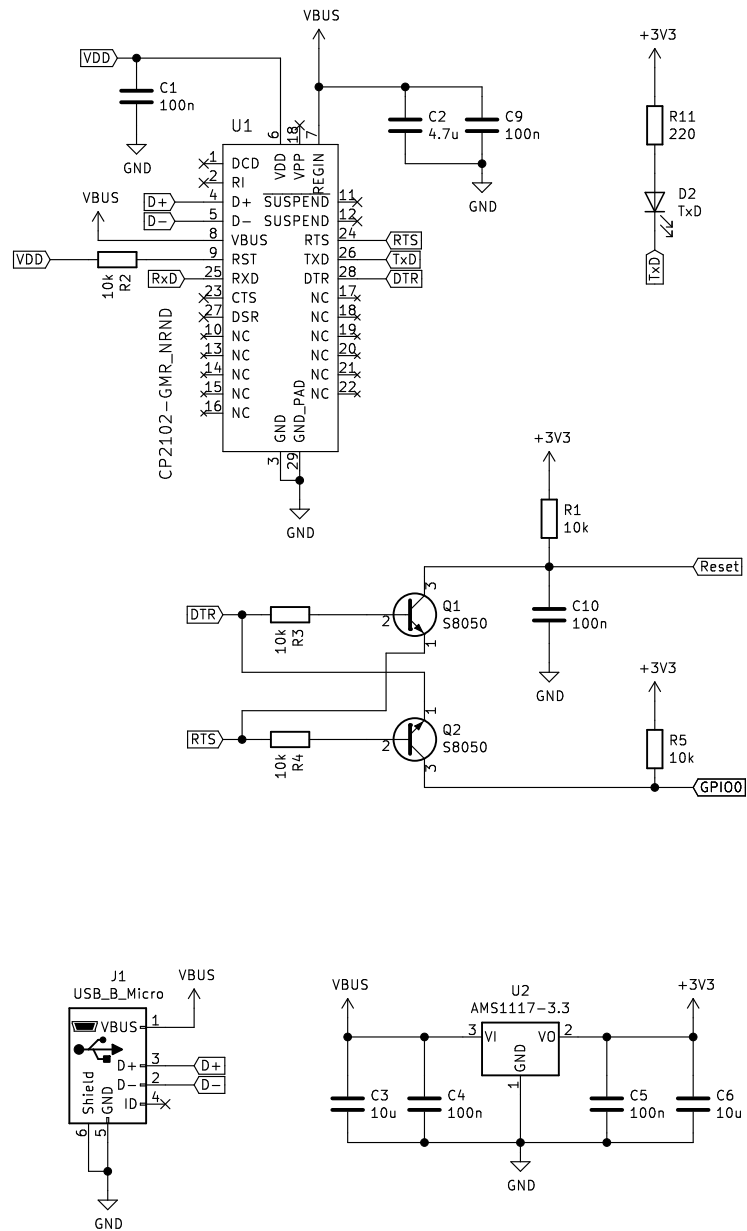 VBUS
VDD
C1
100n
GND
C2
4.7u
C9
100n
GND
+3V3
R11
220
D2
TxD
TxD
U1
6
18
7
VDD
VPP
REGIN
1 DCD
2 RI
D+ 4 D+
D- 5 D-
VBUS
8 VBUS
VDD
10k
R2
9 RST
RxD 25 RXD
23 CTS
27 DSR
10 NC
13 NC
14 NC
15 NC
16 NC
SUSPEND 11
SUSPEND 12
RTS 24 RTS
TXD 26 TxD
DTR 28 DTR
NC 17
NC 18
NC 19
NC 20
NC 21
NC 22
GND
GND_PAD
3
29
GND
CP2102-GMR_NRND
+3V3
R1
10k
Reset
C10
100n
GND
DTR
10k
R3
2
3
1
Q1
S8050
RTS
10k
R4
2
1
3
Q2
S8050
+3V3
R5
10k
GPIO0
J1
USB_B_Micro
VBUS
VBUS 1
D+ 3 D+
D- 2 D-
ID 4
Shield
GND
6
5
GND
VBUS
U2
AMS1117-3.3
+3V3
3 VI
VO 2
GND
1
C3
10u
C4
100n
C5
100n
C6
10u
GND